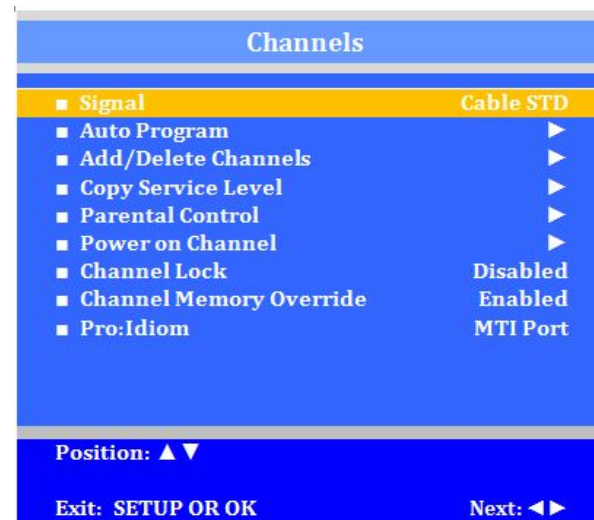 Channels
■ Signal Cable STD
■ Auto Program ▶
■ Add/Delete Channels ▶
■ Copy Service Level ▶
■ Parental Control ▶
■ Power on Channel ▶
■ Channel Lock Disabled
■ Channel Memory Override Enabled
■ Pro:Idiom MTI Port
Position: ▲ ▼
Exit: SETUP OR OK Next: ◀ ▶